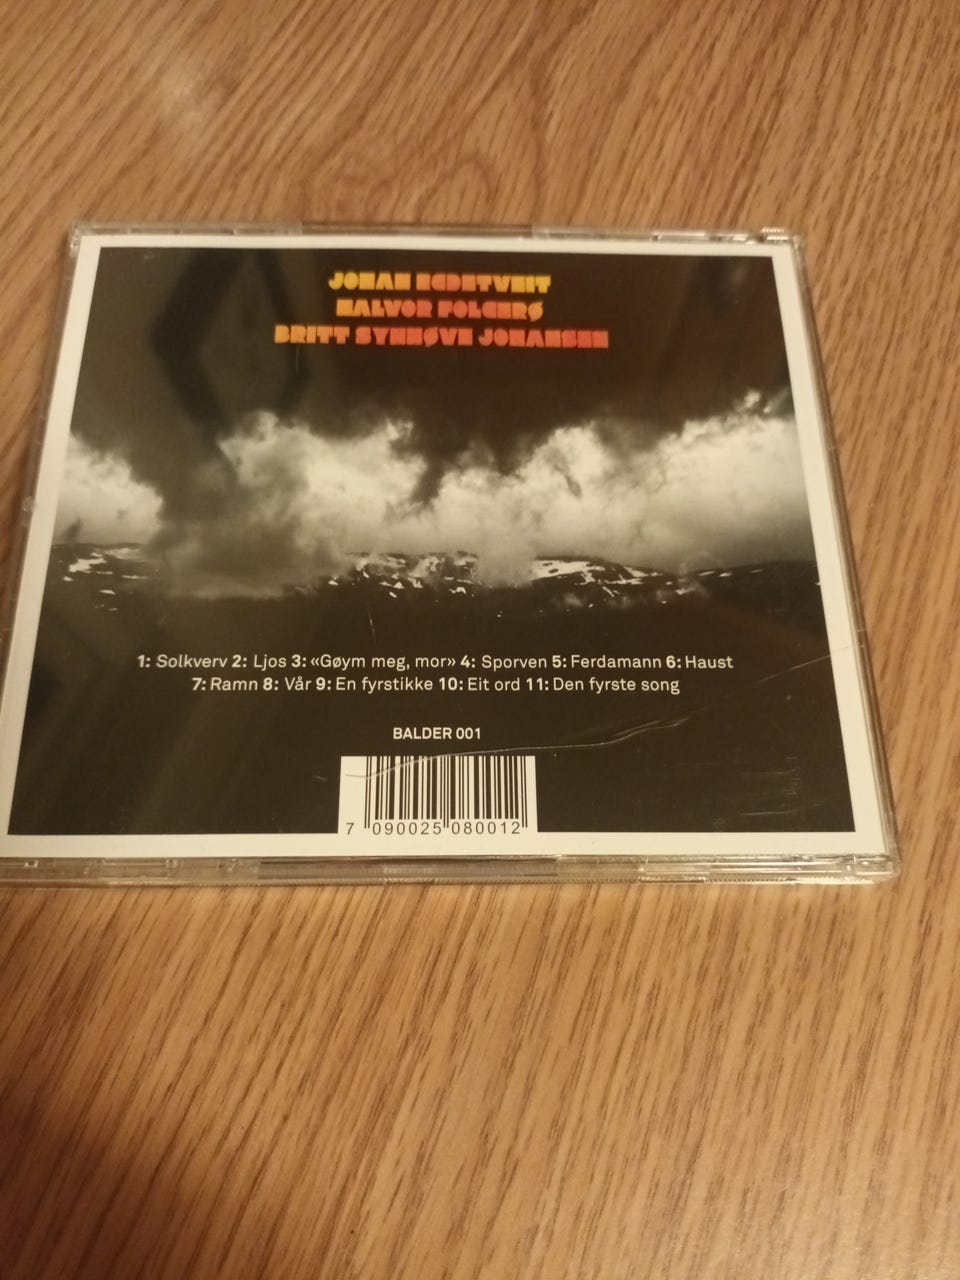 JOHAN EGDETVEIT
HALVOR FOLGERØ
BRITT SYNNØVE JOHANSEN
1: Solkverv 2: Ljos 3: «Gøym meg, mor» 4: Sporven 5: Ferdamann 6: Haust
7: Ramn 8: Vår 9: En fyrstikke 10: Eit ord 11: Den fyrste song
BALDER 001
7 090025 080012